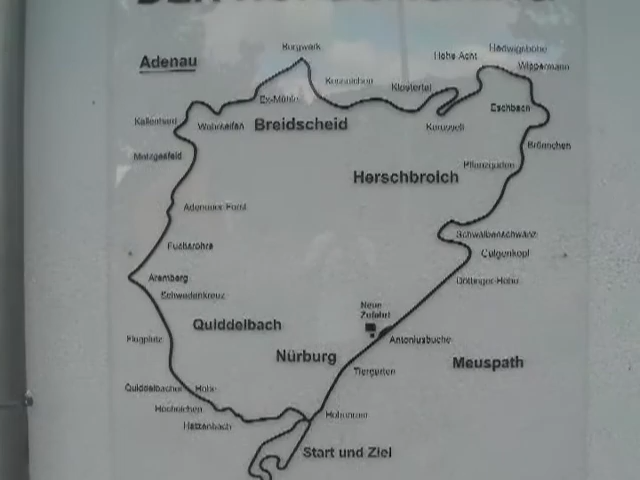 Adenau
Hedwigshöhe
Hohe Acht
Wippermann
Klostertal
Ex-Mühle
Eschbach
Kallenhard
Wehrseifen
Breidscheid
Karussell
Brünnchen
Metzgesfeld
Pflanzgarten
Herschbroich
Adenauer Forst
Schwalbenschwanz
Fuchsröhre
Galgenkopf
Aremberg
Döttinger-Höhe
Schwedenkreuz
Neue
Zufahrt
Quiddelbach
Flugplatz
Antoniusbuche
Nürburg
Meuspath
Tiergarten
Quiddelbacher Höhe
Hocheichen
Hohenrain
Hatzenbach
Start und Ziel